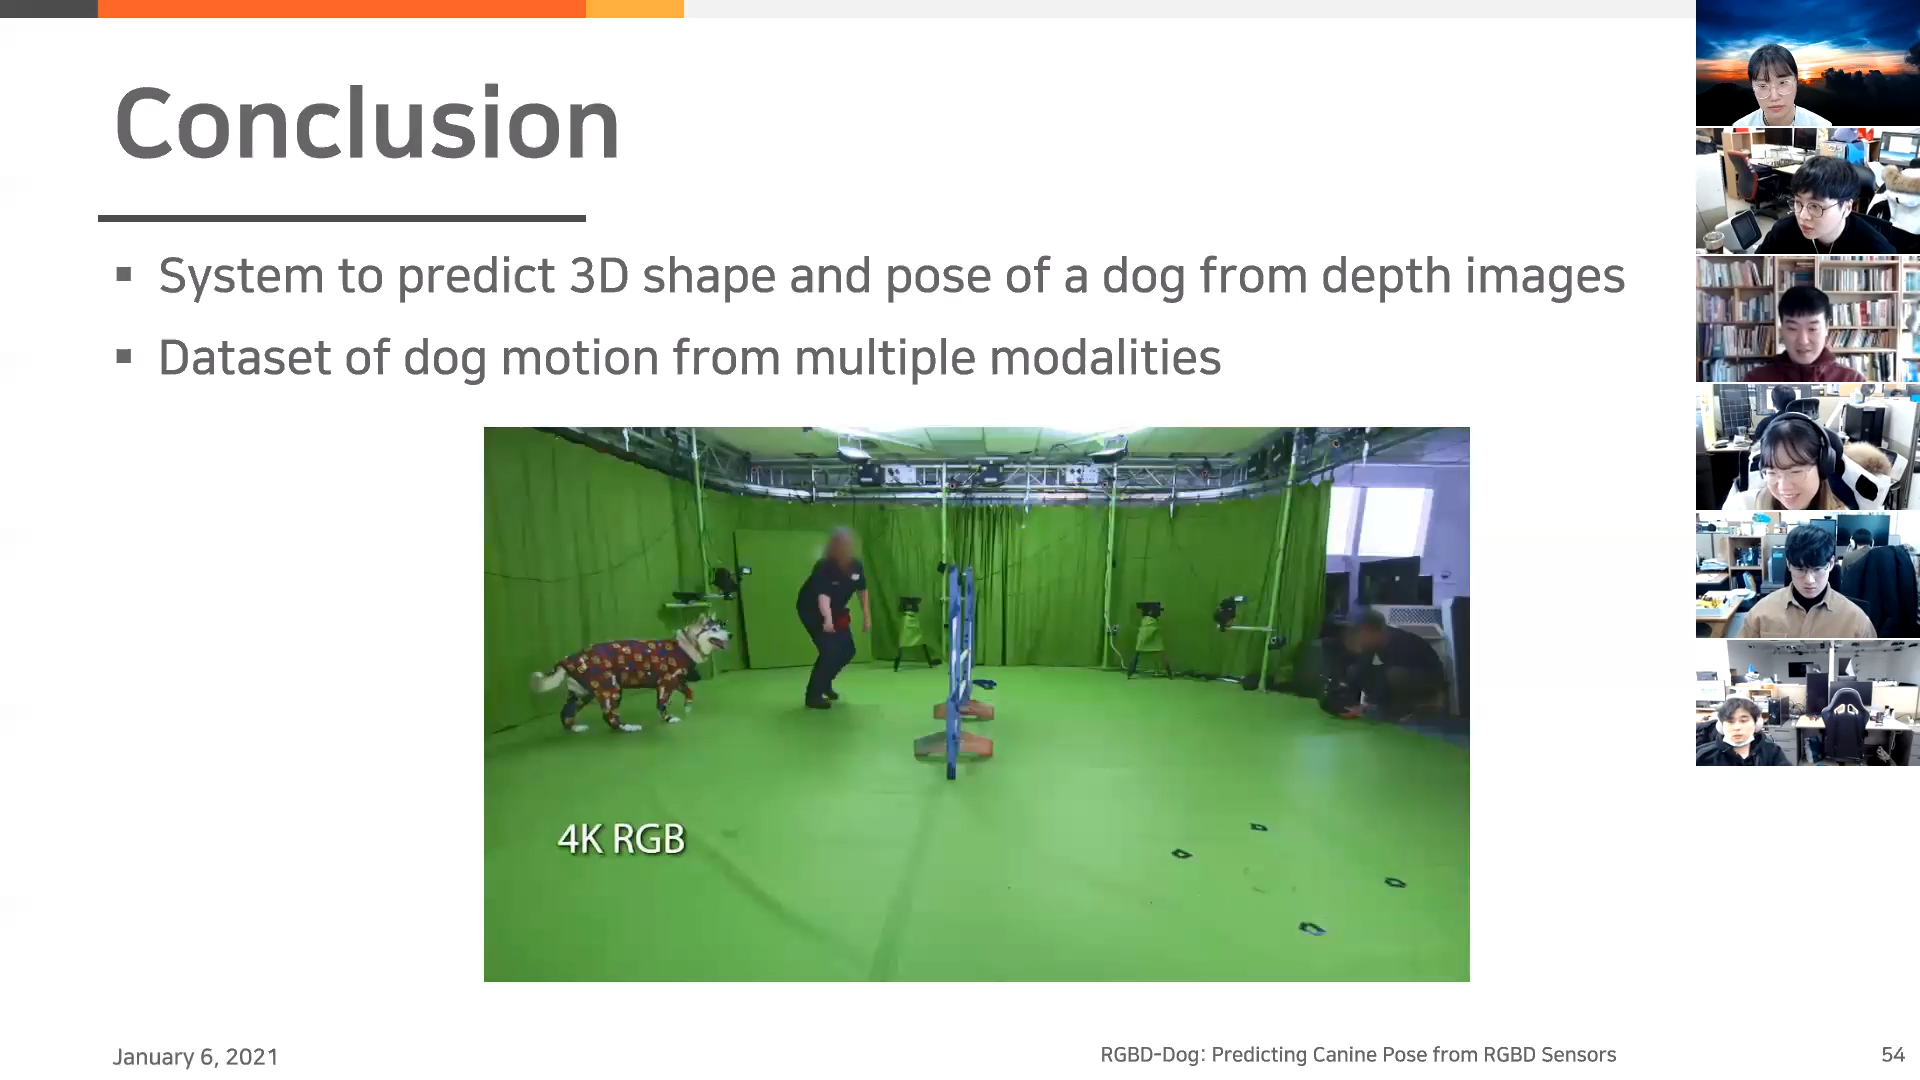 Conclusion
▪ System to predict 3D shape and pose of a dog from depth images
▪ Dataset of dog motion from multiple modalities
4K RGB
January 6, 2021
RGBD-Dog: Predicting Canine Pose from RGBD Sensors
54